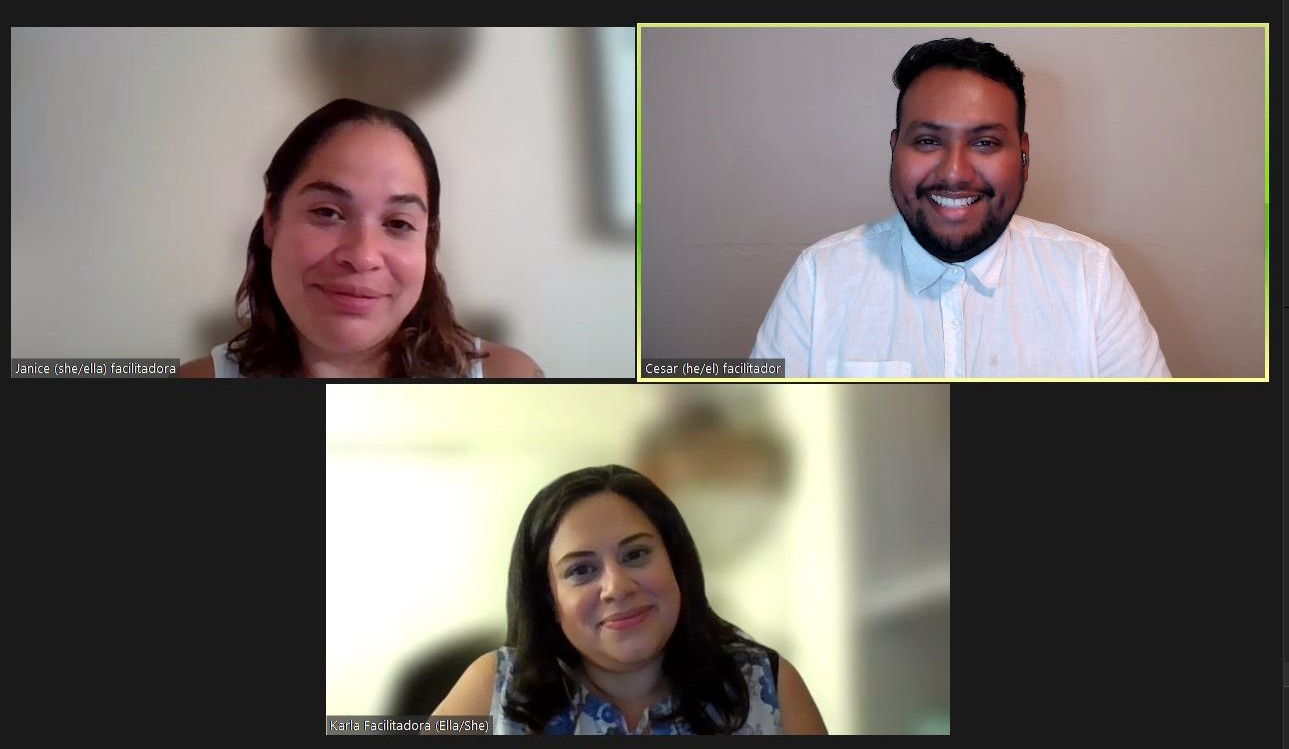 Janice (she/ella) facilitadora
Cesar (he/el) facilitador
Karla Facilitadora (Ella/She)